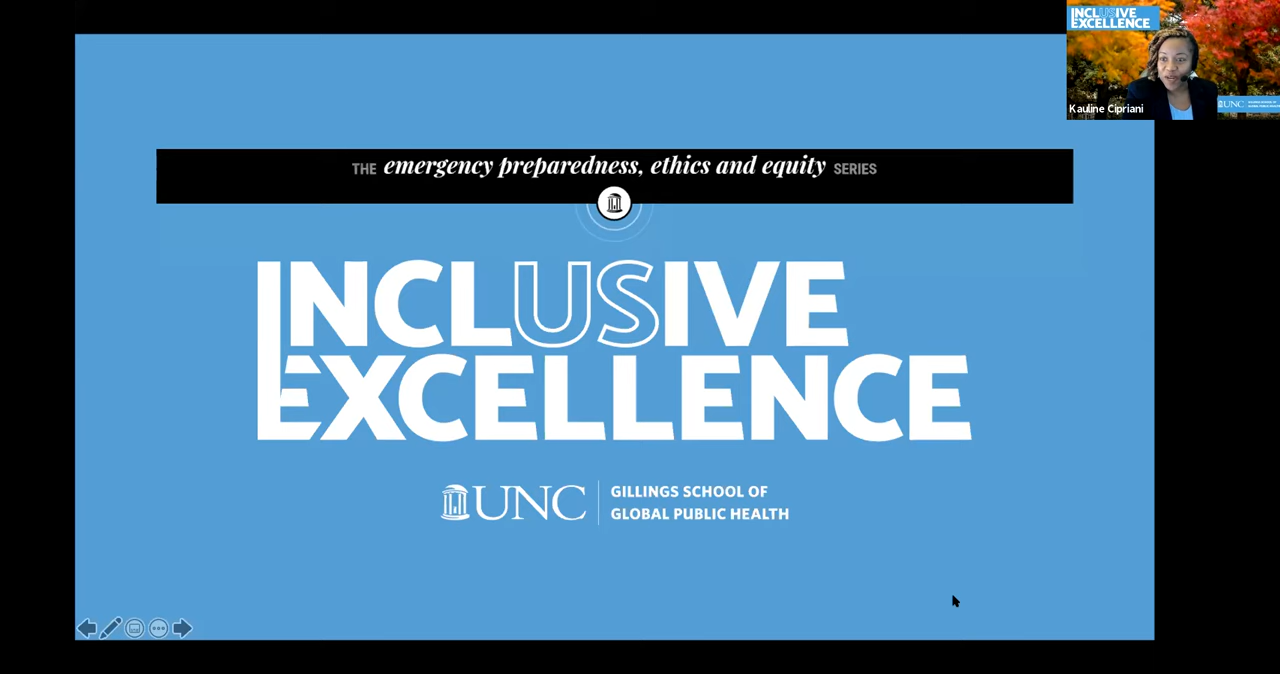 INCLUSIVE
EXCELLENCE
Kauline Cipriani
UNC
THE emergency preparedness, ethics and equity SERIES
INCLUSIVE
EXCELLENCE
UNC
GILLINGS SCHOOL OF
GLOBAL PUBLIC HEALTH